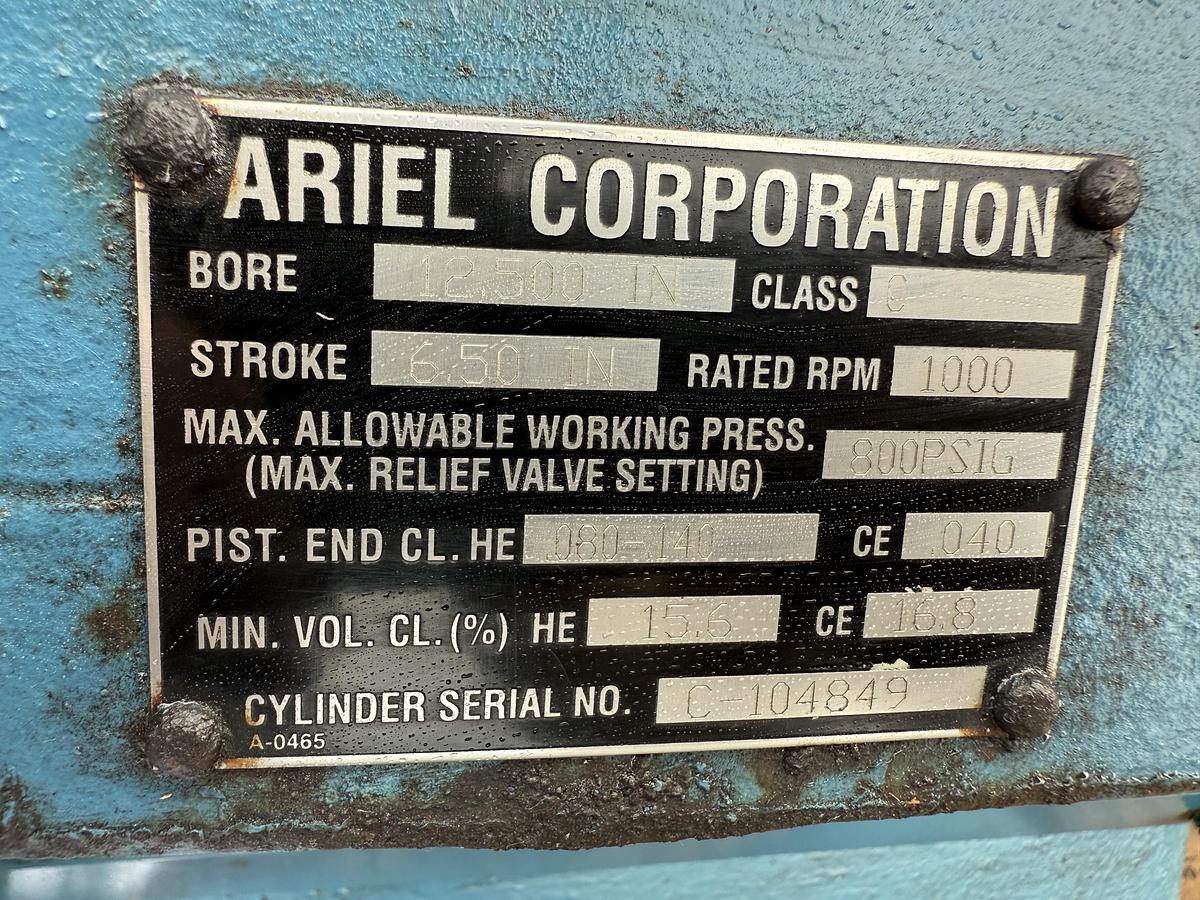 ARIEL CORPORATION
BORE 12.500 IN CLASS C
STROKE 6.50 IN RATED RPM 1000
MAX. ALLOWABLE WORKING PRESS.
(MAX. RELIEF VALVE SETTING) 800PSIG
PIST. END CL. HE .080-.140 CE .040
MIN. VOL. CL. (%) HE 15.6 CE 16.8
CYLINDER SERIAL NO. C-104849
A-0465